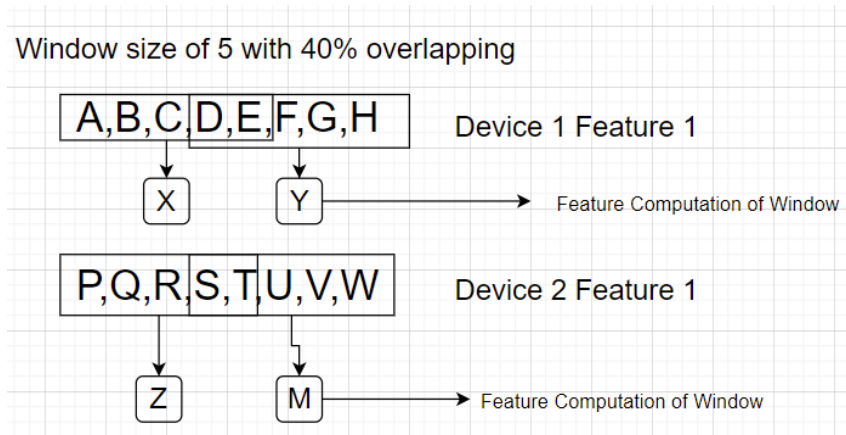 Window size of 5 with 40% overlapping
A,B,C,D,E,F,G,H
Device 1 Feature 1
X
Y
Feature Computation of Window
P,Q,R,S,T,U,V,W
Device 2 Feature 1
Z
M
Feature Computation of Window